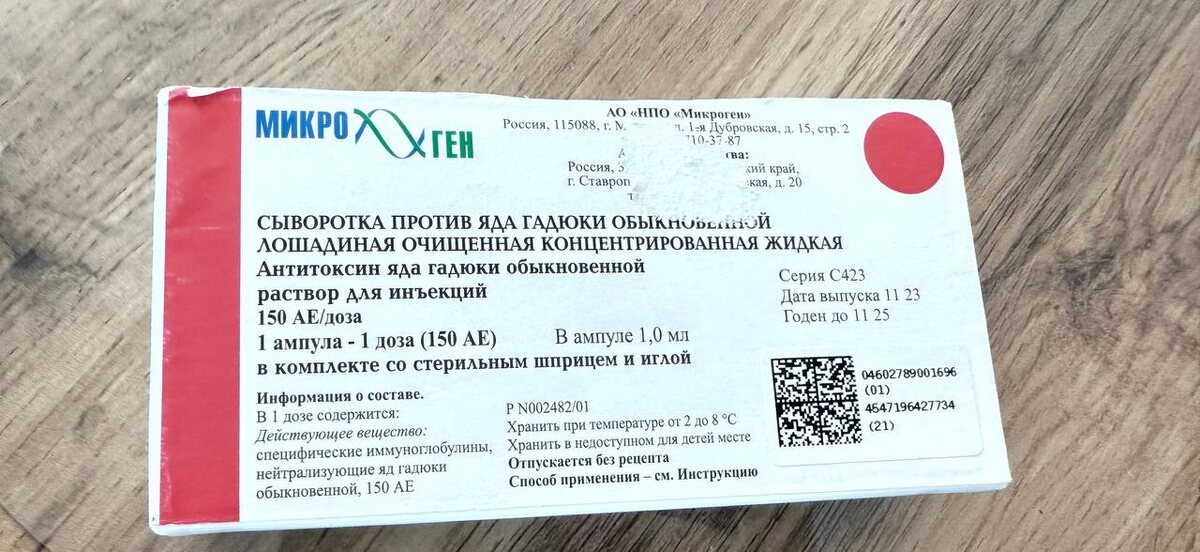 МИКРО ГЕН
АО «НПО «Микроген»
Россия, 115088, г. 1-я Дубровская, д. 15, стр. 2
710-37-87
Россия, край,
г. д. 20
СЫВОРОТКА ПРОТИВ ЯДА ГАДЮКИ ОБЫКНОВЕННОЙ
ЛОШАДИНАЯ ОЧИЩЕННАЯ КОНЦЕНТРИРОВАННАЯ ЖИДКАЯ
Антитоксин яда гадюки обыкновенной
раствор для инъекций
150 АЕ/доза
1 ампула - 1 доза (150 АЕ) В ампуле 1,0 мл
в комплекте со стерильным шприцем и иглой
Серия С423
Дата выпуска 11 23
Годен до 11 25
Информация о составе.
В 1 дозе содержится:
Действующее вещество:
специфические иммуноглобулины,
нейтрализующие яд гадюки
обыкновенной, 150 АЕ
Р N002482/01
Хранить при температуре от 2 до 8 °С
Хранить в недоступном для детей месте
Отпускается без рецепта
Способ применения – см. Инструкцию
04602789001696
(01)
4547196427734
(21)